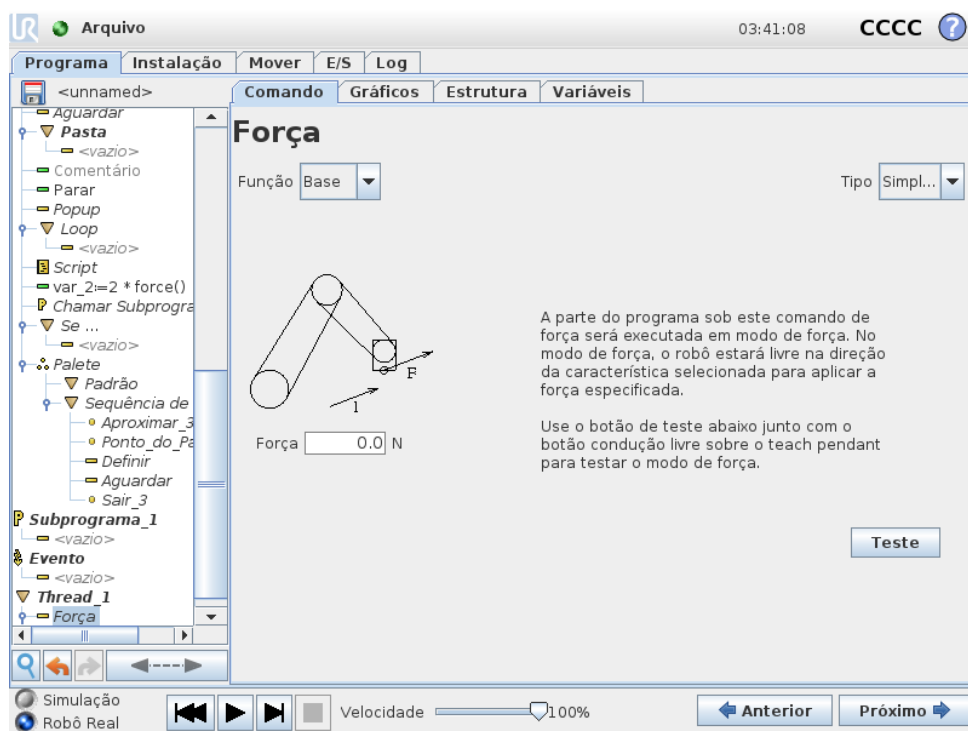 UR Arquivo 03:41:08 CCCC ?
Programa Instalação Mover E/S Log
<unnamed> Comando Gráficos Estrutura Variáveis
Aguardar
Pasta
<vazio>
Comentário
Parar
Popup
Loop
<vazio>
Script
var_2:=2 * force()
Chamar Subprogra
Se ...
<vazio>
Palete
Padrão
Sequência de
Aproximar_3
Ponto_do_Pa
Definir
Aguardar
Sair_3
Subprograma_1
<vazio>
Evento
<vazio>
Thread_1
Força
Força
Função Base Tipo Simpl...
F
1
Força 0.0 N
A parte do programa sob este comando de
força será executada em modo de força. No
modo de força, o robô estará livre na direção
da característica selecionada para aplicar a
força especificada.
Use o botão de teste abaixo junto com o
botão condução livre sobre o teach pendant
para testar o modo de força.
Teste
Simulação
Robô Real
Velocidade 100%
Anterior Próximo